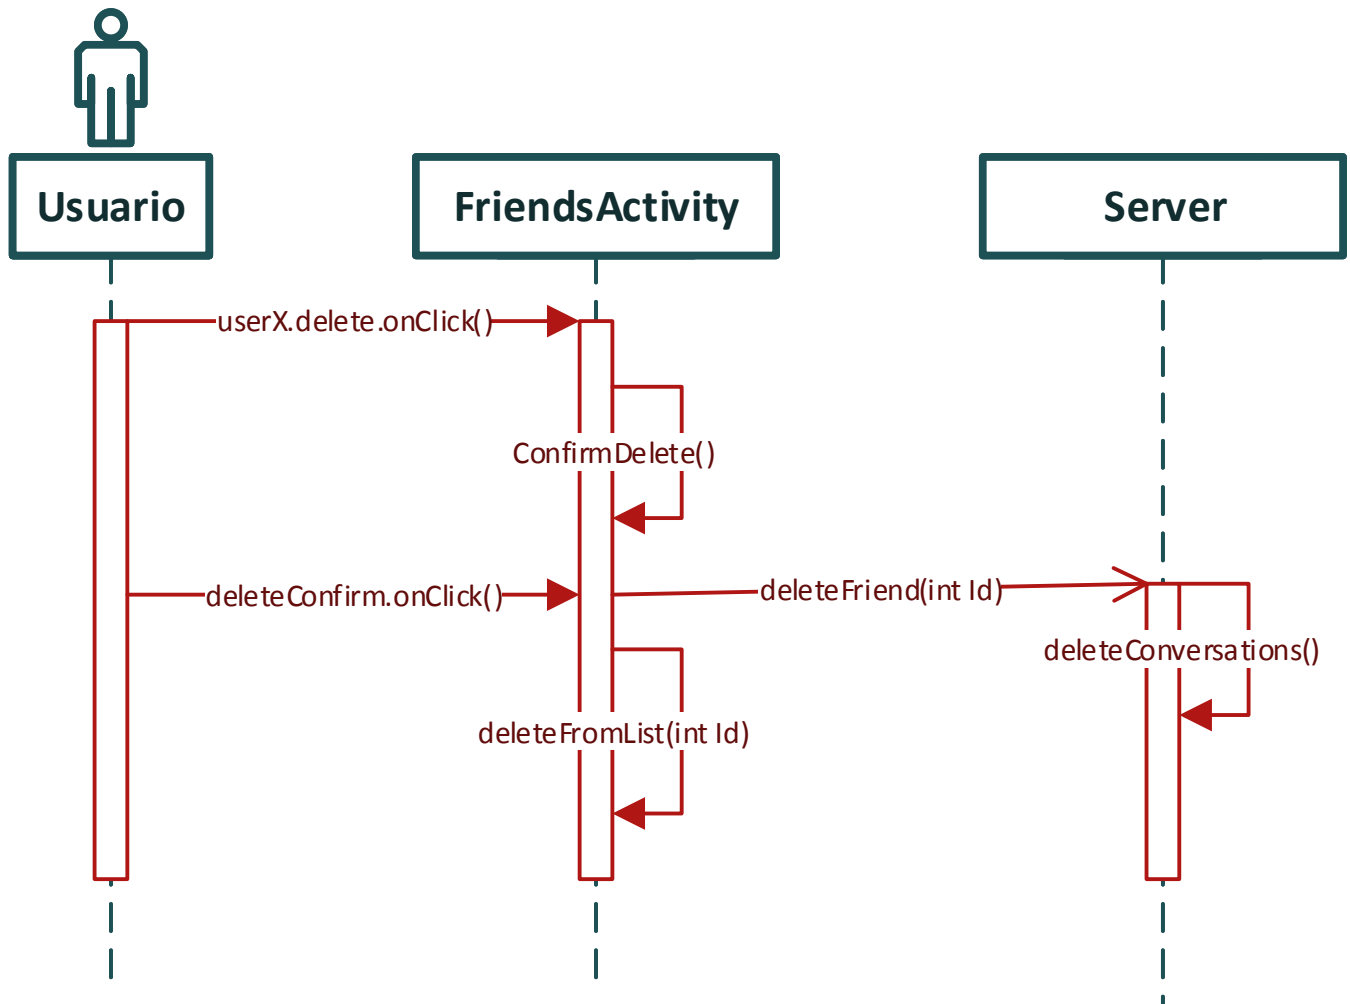 Usuario
FriendsActivity
Server
userX.delete.onClick()
ConfirmDelete()
deleteConfirm.onClick()
deleteFriend(int Id)
deleteConversations()
deleteFromList(int Id)